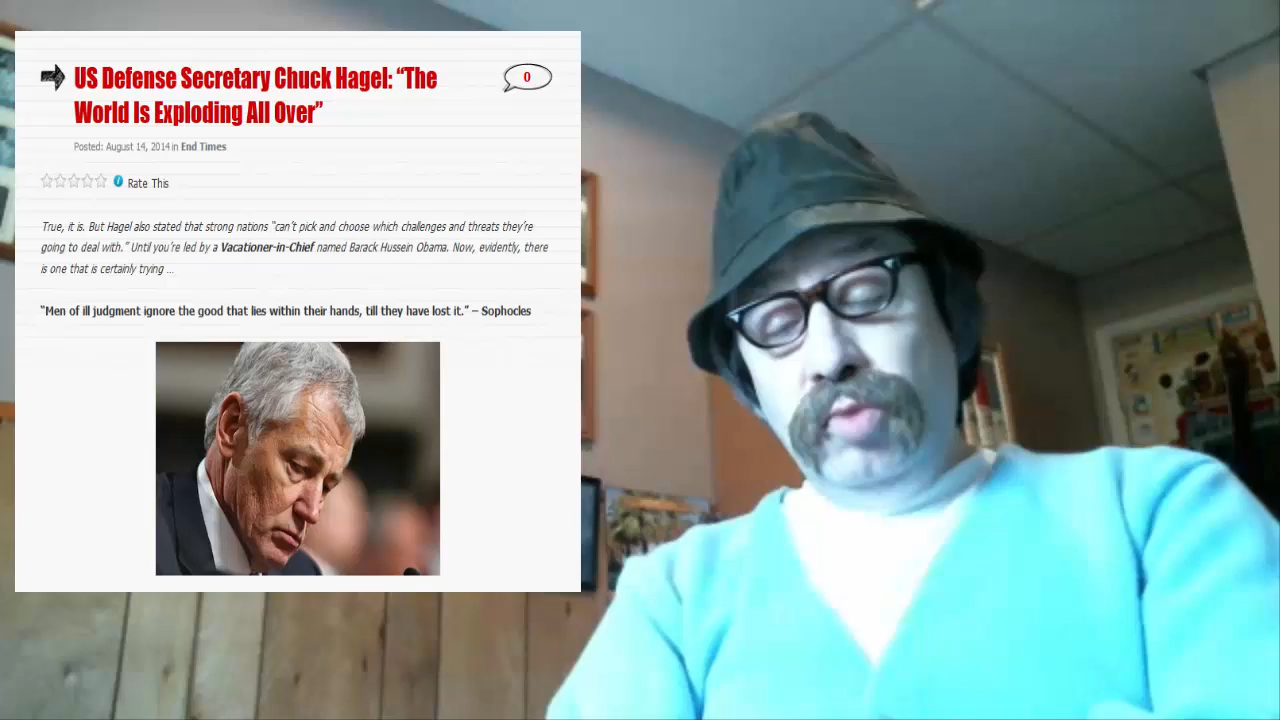 US Defense Secretary Chuck Hagel: “The
World Is Exploding All Over”
0
Posted: August 14, 2014 in End Times
Rate This
True, it is. But Hagel also stated that strong nations “can’t pick and choose which challenges and threats they’re
going to deal with.” Until you’re led by a Vacationer-in-Chief named Barack Hussein Obama. Now, evidently, there
is one that is certainly trying ...
“Men of ill judgment ignore the good that lies within their hands, till they have lost it.” – Sophocles